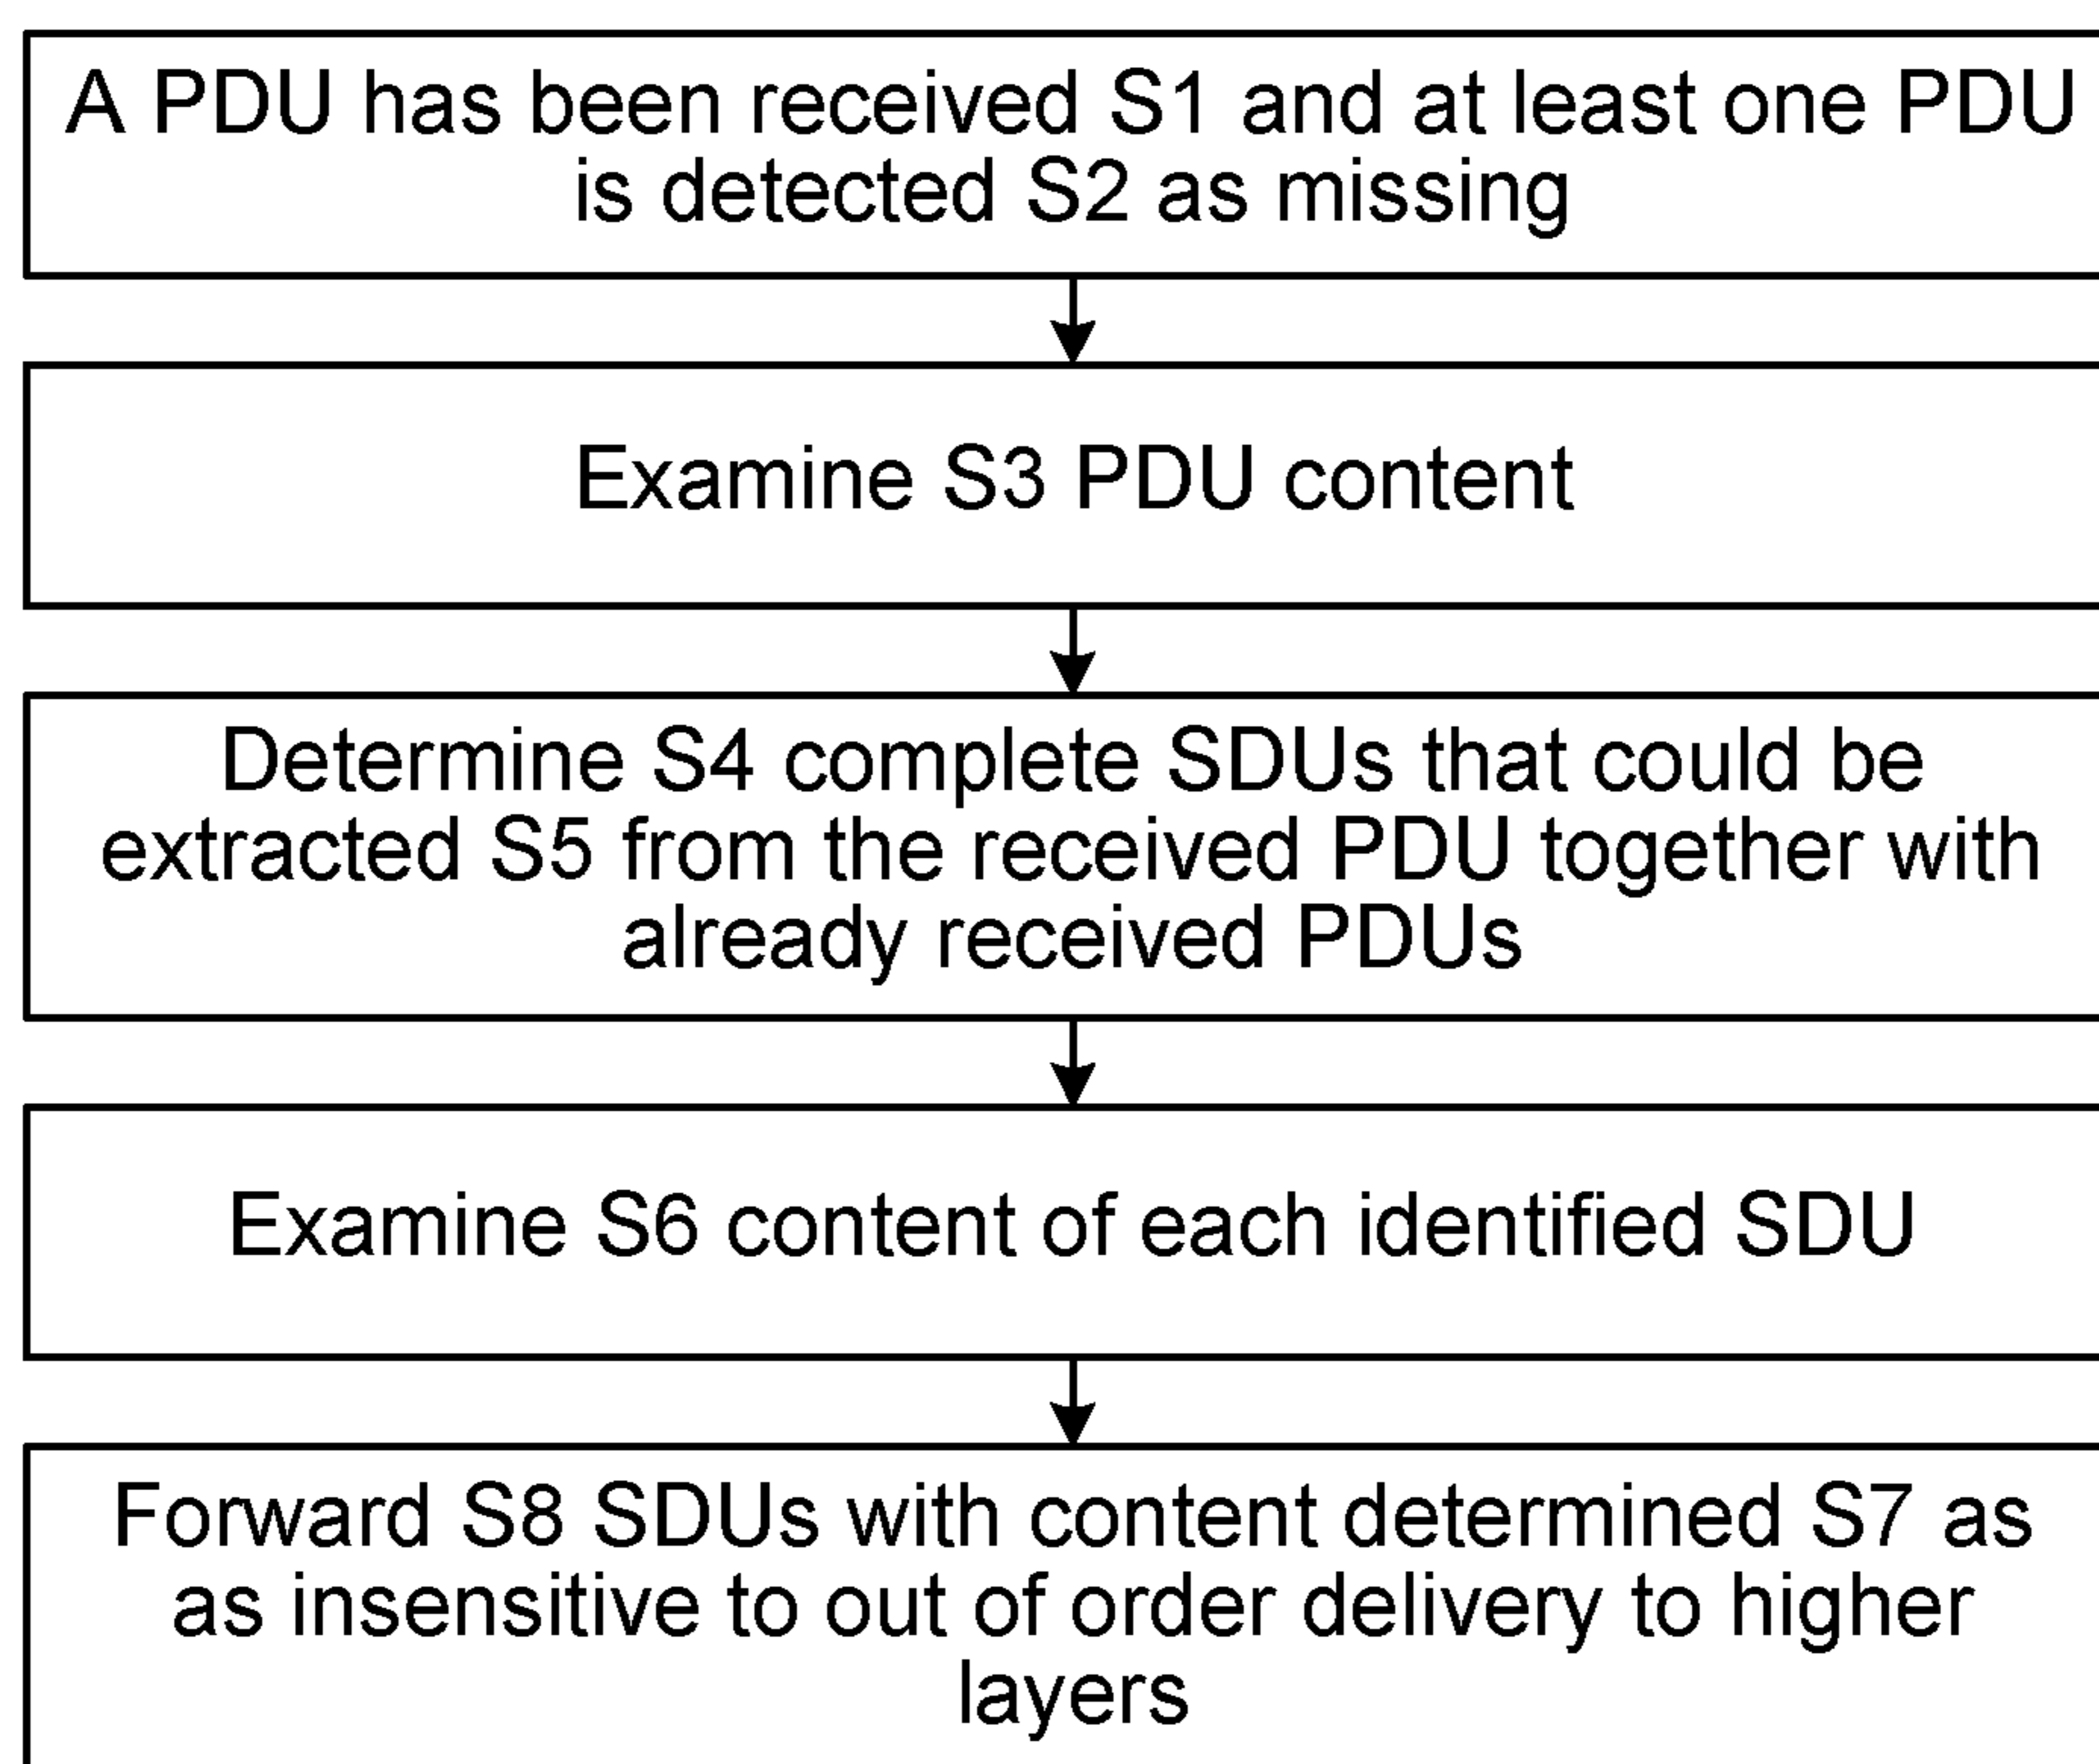 A PDU has been received S1 and at least one PDU
is detected S2 as missing
Examine S3 PDU content
Determine S4 complete SDUs that could be
extracted S5 from the received PDU together with
already received PDUs
Examine S6 content of each identified SDU
Forward S8 SDUs with content determined S7 as
as insensitive to out of order delivery to higher
layers